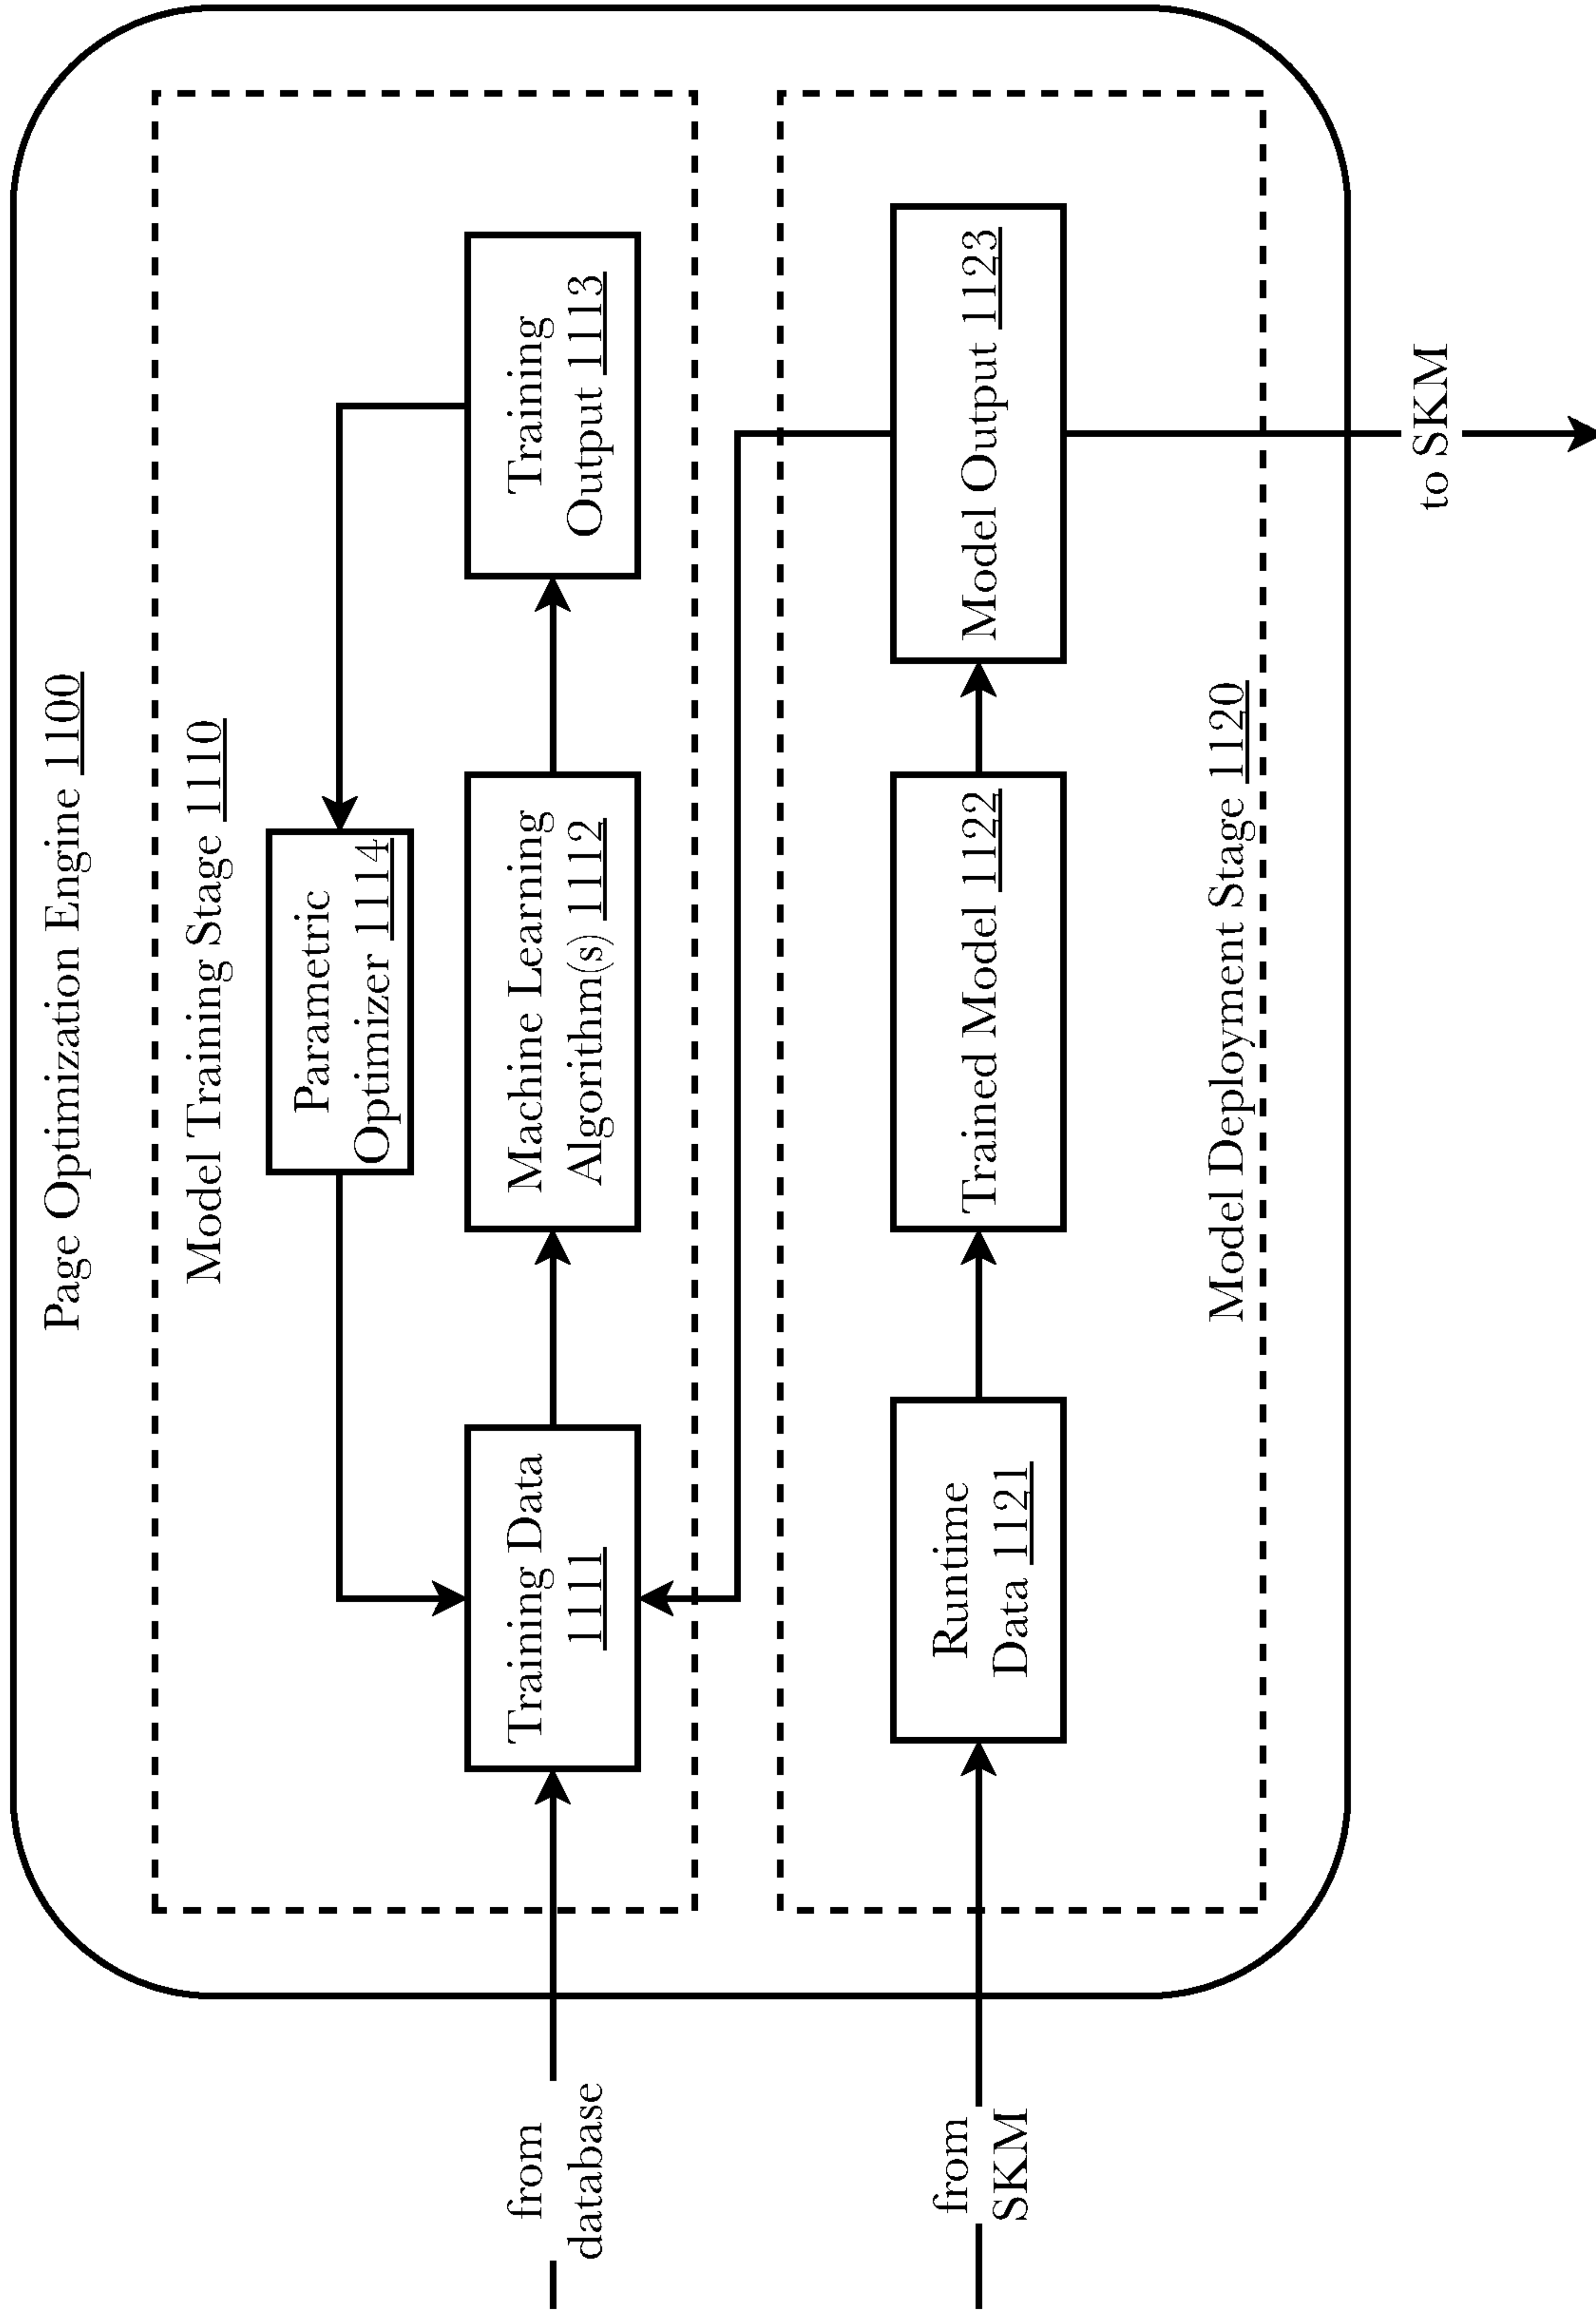 Page Optimization Engine 1100
Model Training Stage 1110
Parametric
Optimizer 1114
from
database
Training Data
1111
Machine Learning
Algorithm(s) 1112
Training
Output 1113
from
SKM
Runtime
Data 1121
Trained Model 1122
Model Output 1123
Model Deployment Stage 1120
to SKM